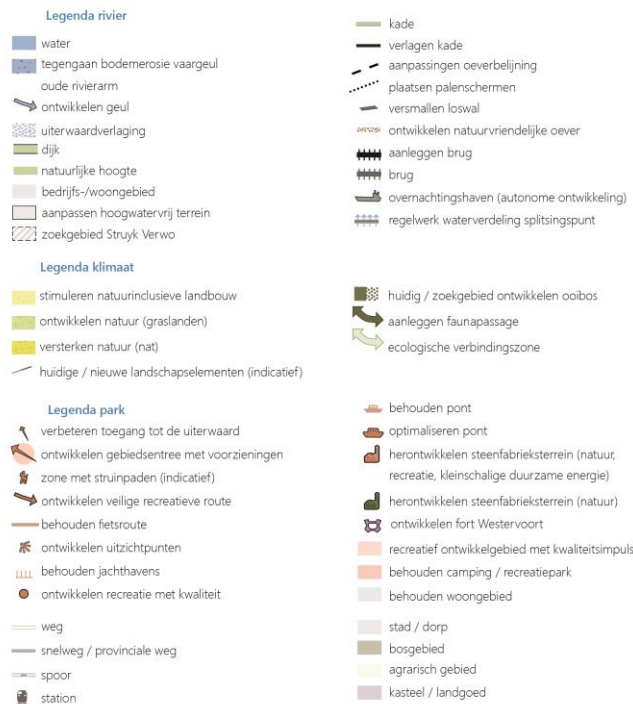 Legenda rivier
water
tegengaan bodemerosie vaargeul
oude rivierarm
ontwikkelen geul
uiterwaardverlaging
dijk
natuurlijke hoogte
bedrijfs-/woongebied
aanpassen hoogwatervrij terrein
zoekgebied Struyk Verwo
kade
verlagen kade
aanpassingen oeverbelijning
plaatsen palenschermen
versmallen loswal
ontwikkelen natuurvriendelijke oever
aanleggen brug
brug
overnachtingshaven (autonome ontwikkeling)
regelwerk waterverdeling splitsingspunt
Legenda klimaat
stimuleren natuurinclusieve landbouw
ontwikkelen natuur (graslanden)
versterken natuur (nat)
huidige / nieuwe landschapselementen (indicatief)
huidig / zoekgebied ontwikkelen ooibos
aanleggen faunapassage
ecologische verbindingszone
Legenda park
verbeteren toegang tot de uiterwaard
ontwikkelen gebiedsentree met voorzieningen
zone met struinpaden (indicatief)
ontwikkelen veilige recreatieve route
behouden fietsroute
ontwikkelen uitzichtpunten
behouden jachthavens
ontwikkelen recreatie met kwaliteit
weg
snelweg / provinciale weg
spoor
station
behouden pont
optimaliseren pont
herontwikkelen steenfabrieksterrein (natuur,
recreatie, kleinschalige duurzame energie)
herontwikkelen steenfabrieksterrein (natuur)
ontwikkelen fort Westervoort
recreatief ontwikkelgebied met kwaliteitsimpuls
behouden camping / recreatiepark
behouden woongebied
stad / dorp
bosgebied
agrarisch gebied
kasteel / landgoed